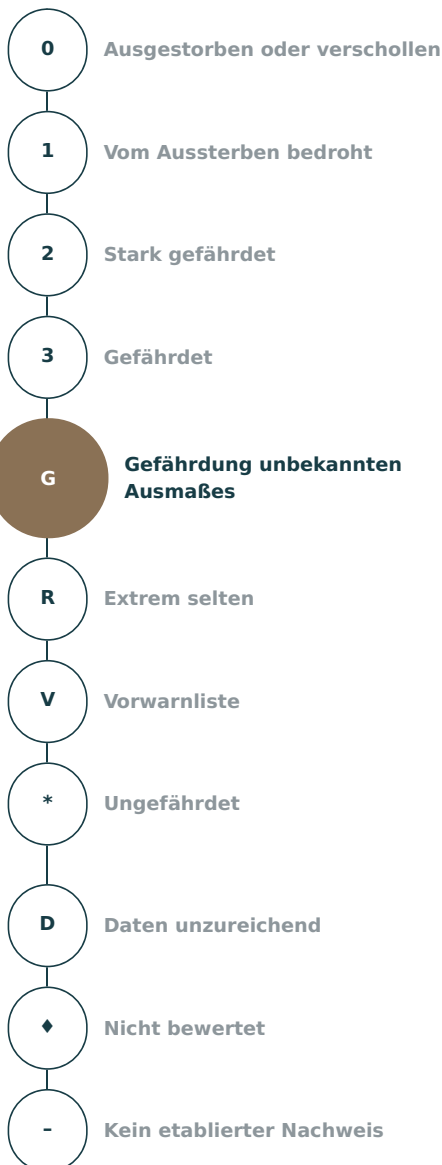 0 Ausgestorben oder verschollen
1 Vom Aussterben bedroht
2 Stark gefährdet
3 Gefährdet
G Gefährdung unbekannten
Ausmaßes
R Extrem selten
V Vorwarnliste
* Ungefährdet
D Daten unzureichend
♦ Nicht bewertet
– Kein etablierter Nachweis